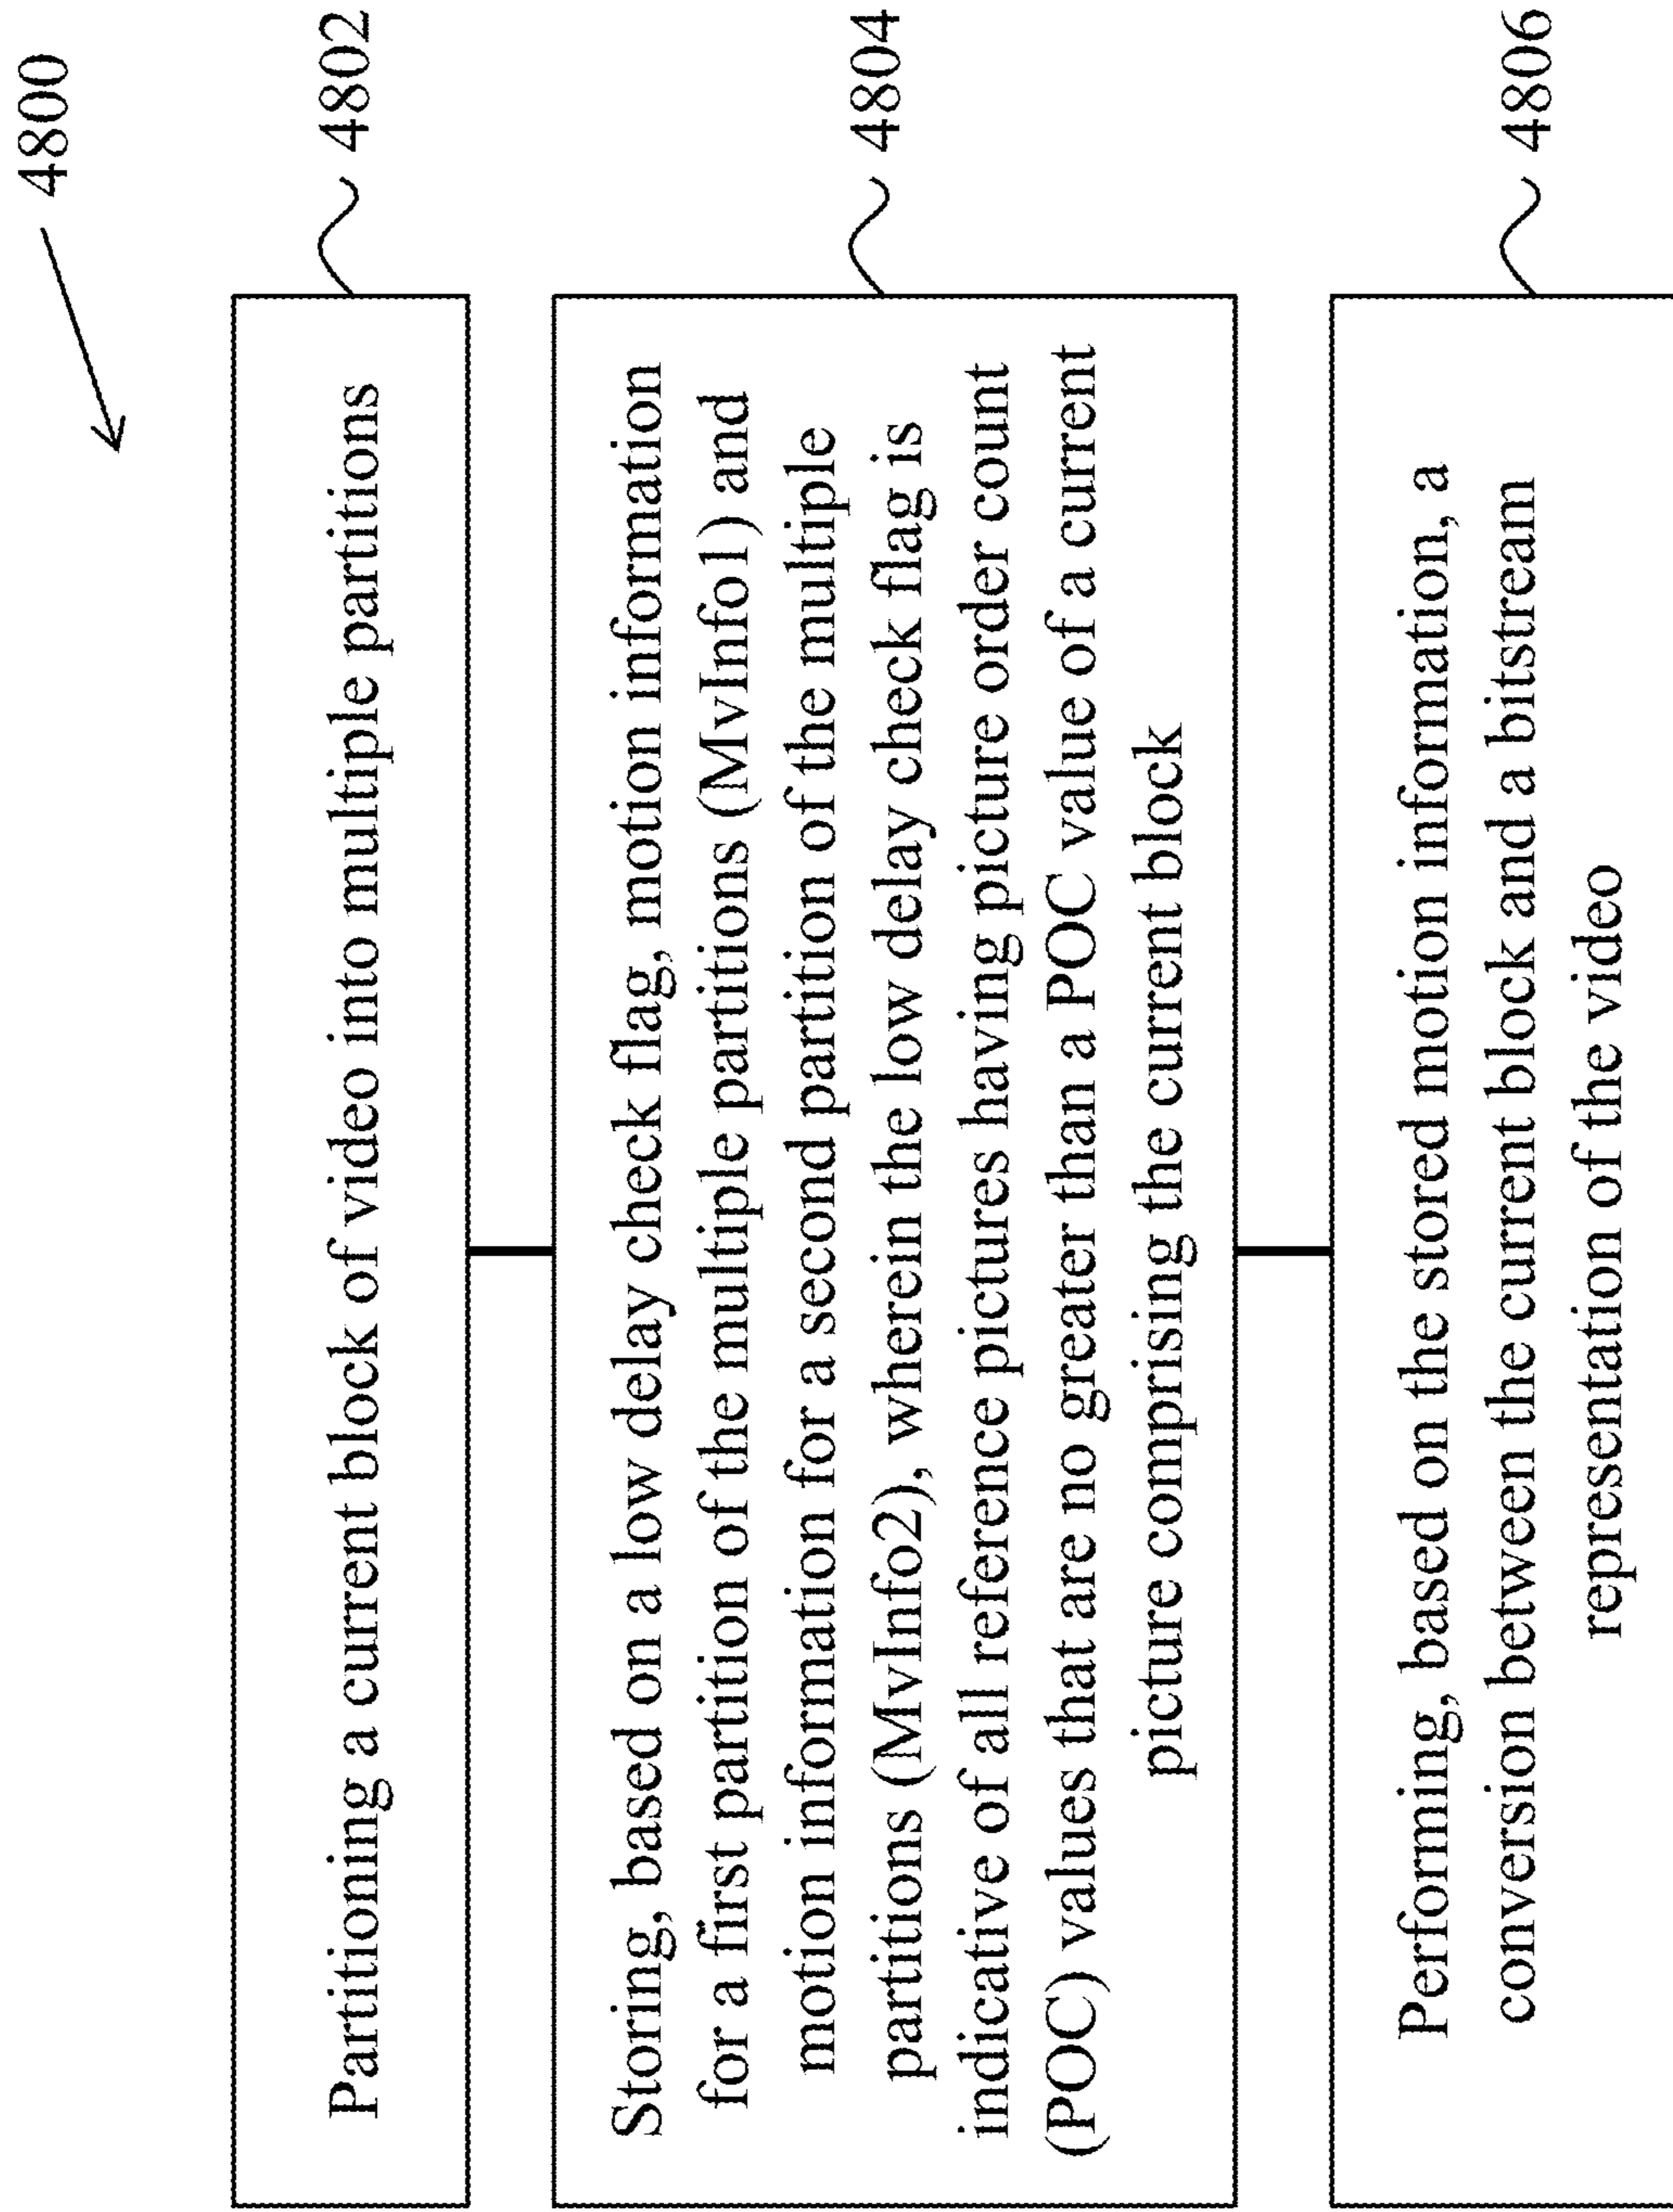 4800
Partitioning a current block of video into multiple partitions
4802
Storing, based on a low delay check flag, motion information
for a first partition of the multiple partitions (MvInfo1) and
motion information for a second partition of the multiple
partitions (MvInfo2), wherein the low delay check flag is
indicative of all reference pictures having picture order count
(POC) values that are no greater than a POC value of a current
picture comprising the current block
4804
Performing, based on the stored motion information, a
conversion between the current block and a bitstream
representation of the video
4806